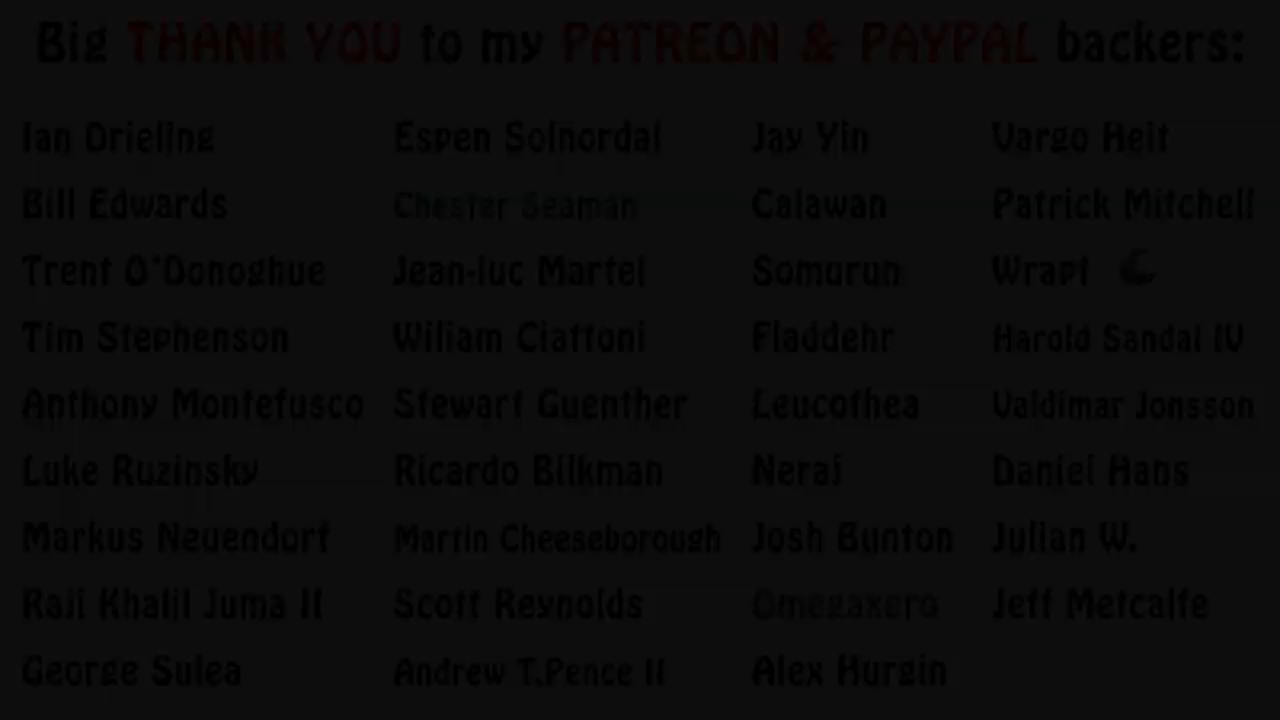 Big THANK YOU to my PATREON & PAYPAL backers:
Ian Drieling
Bill Edwards
Trent O'Donoghue
Tim Stephenson
Anthony Montefusco
Luke Ruzinsky
Markus Neuendorf
Raji Khalil Juma II
George Sulea
Espen Solnordal
Chester Seaman
Jean-luc Martel
Wiliam Ciaffoni
Stewart Guenther
Ricardo Bilkman
Martin Cheeseborough
Scott Reynolds
Andrew T.Pence II
Jay Yin
Calawan
Somurun
Fladdehr
Leucothea
Neraj
Josh Bunton
Omegaxero
Alex Hurgin
Vargo Heit
Patrick Mitchell
Wrapt
Harold Sandal IV
Valdimar Jonsson
Daniel Hans
Julian W.
Jeff Metcalfe